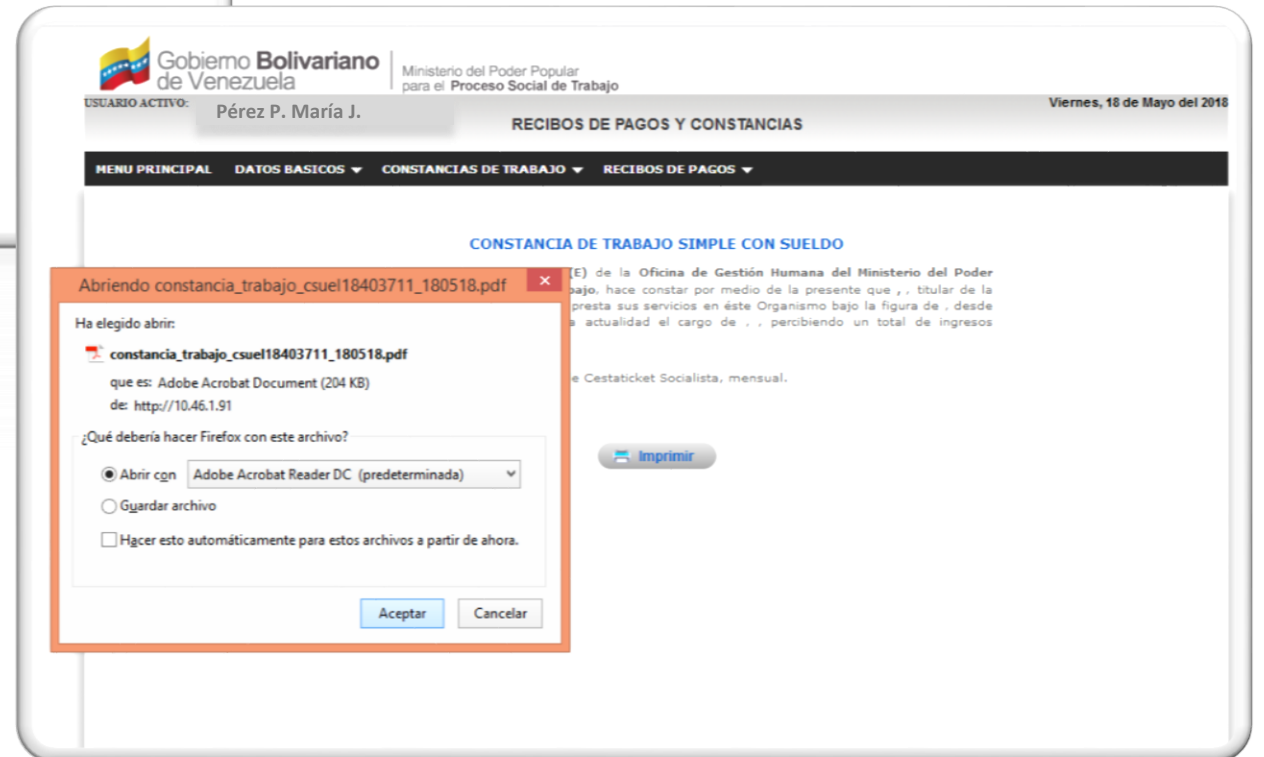 Gobierno Bolivariano
de Venezuela
Ministerio del Poder Popular
para el Proceso Social de Trabajo
USUARIO ACTIVO:
Pérez P. María J.
Viernes, 18 de Mayo del 2018
RECIBOS DE PAGOS Y CONSTANCIAS
MENU PRINCIPAL DATOS BASICOS CONSTANCIAS DE TRABAJO RECIBOS DE PAGOS
CONSTANCIA DE TRABAJO SIMPLE CON SUELDO
(E) de la Oficina de Gestión Humana del Ministerio del Poder
bajo, hace constar por medio de la presente que , , titular de la
presta sus servicios en éste Organismo bajo la figura de , desde
a actualidad el cargo de , , percibiendo un total de ingresos
e Cestaticket Socialista, mensual.
Imprimir
Abriendo constancia_trabajo_csuel18403711_180518.pdf
Ha elegido abrir:
constancia_trabajo_csuel18403711_180518.pdf
que es: Adobe Acrobat Document (204 KB)
de: http://10.46.1.91
¿Qué debería hacer Firefox con este archivo?
Abrir con Adobe Acrobat Reader DC (predeterminada)
Guardar archivo
Hacer esto automáticamente para estos archivos a partir de ahora.
Aceptar Cancelar